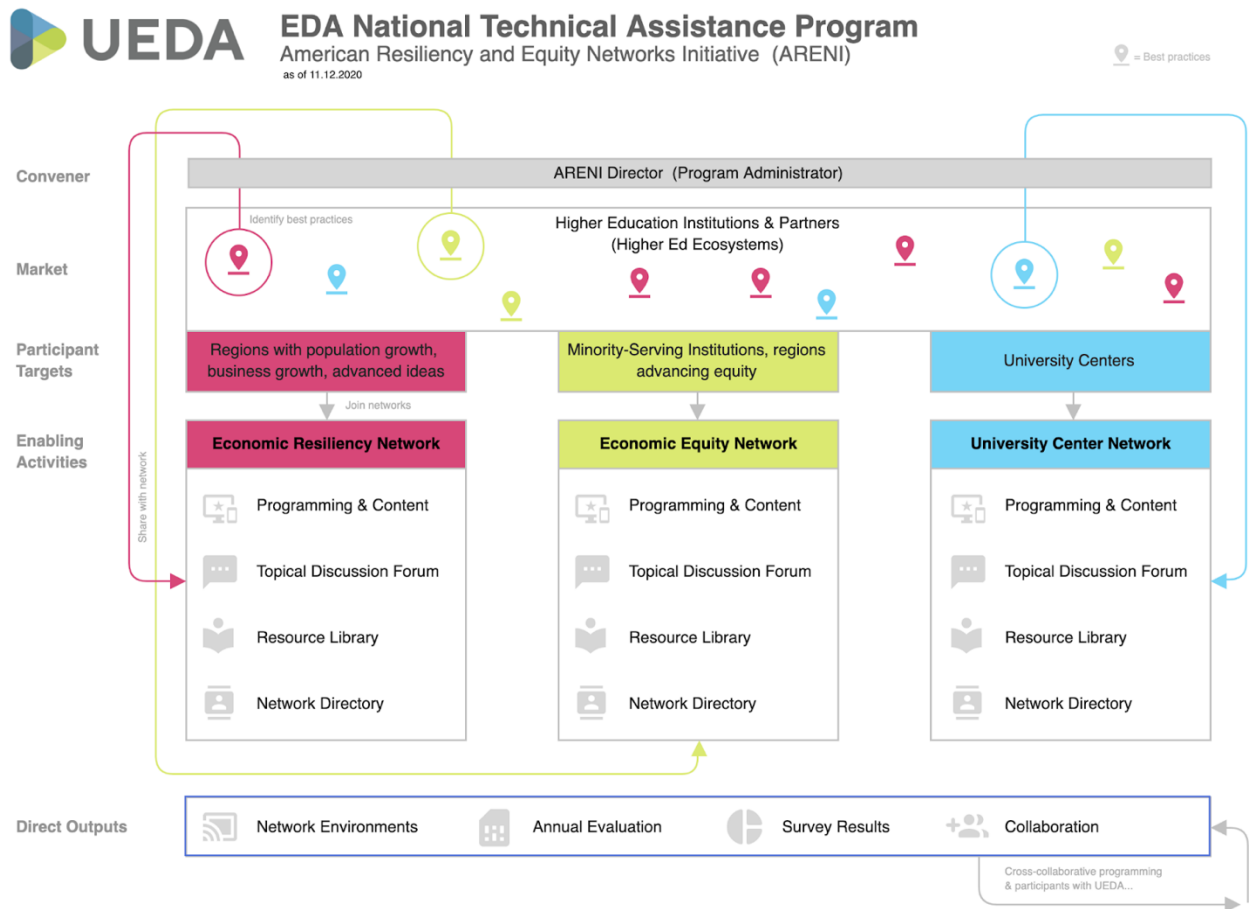 UEDA
EDA National Technical Assistance Program
American Resiliency and Equity Networks Initiative (ARENI)
as of 11.12.2020
= Best practices
Convener
ARENI Director (Program Administrator)
Identify best practices
Higher Education Institutions & Partners
(Higher Ed Ecosystems)
Market
Participant
Targets
Regions with population growth,
business growth, advanced ideas
Minority-Serving Institutions, regions
advancing equity
University Centers
Join networks
Enabling
Activities
Share with network
Economic Resiliency Network
Programming & Content
Topical Discussion Forum
Resource Library
Network Directory
Economic Equity Network
Programming & Content
Topical Discussion Forum
Resource Library
Network Directory
University Center Network
Programming & Content
Topical Discussion Forum
Resource Library
Network Directory
Direct Outputs
Network Environments
Annual Evaluation
Survey Results
Collaboration
Cross-collaborative programming
& participants with UEDA...